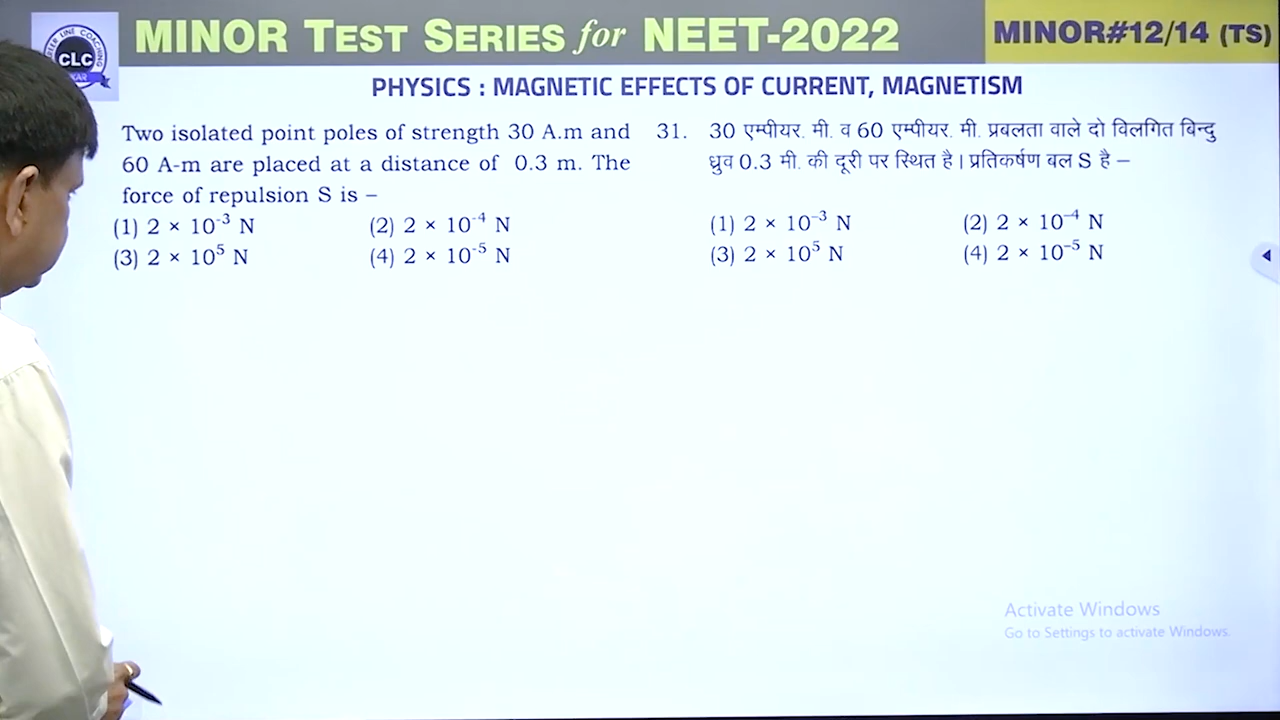 CLC
MINOR TEST SERIES for NEET-2022
MINOR#12/14 (TS)
PHYSICS : MAGNETIC EFFECTS OF CURRENT, MAGNETISM
Two isolated point poles of strength 30 A.m and
60 A-m are placed at a distance of 0.3 m. The
force of repulsion S is –
(1) 2 × 10⁻³ N (2) 2 × 10⁻⁴ N
(3) 2 × 10⁵ N (4) 2 × 10⁻⁵ N
31. 30 एम्पीयर. मी. व 60 एम्पीयर. मी. प्रबलता वाले दो विलगित बिन्दु
ध्रुव 0.3 मी. की दूरी पर स्थित है। प्रतिकर्षण बल S है –
(1) 2 × 10⁻³ N (2) 2 × 10⁻⁴ N
(3) 2 × 10⁵ N (4) 2 × 10⁻⁵ N
Activate Windows
Go to Settings to activate Windows.